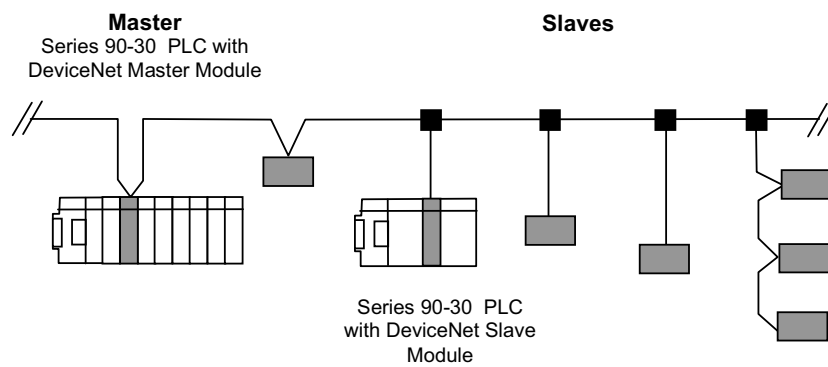 Master
Series 90-30 PLC with
DeviceNet Master Module
Slaves
Series 90-30 PLC
with DeviceNet Slave
Module